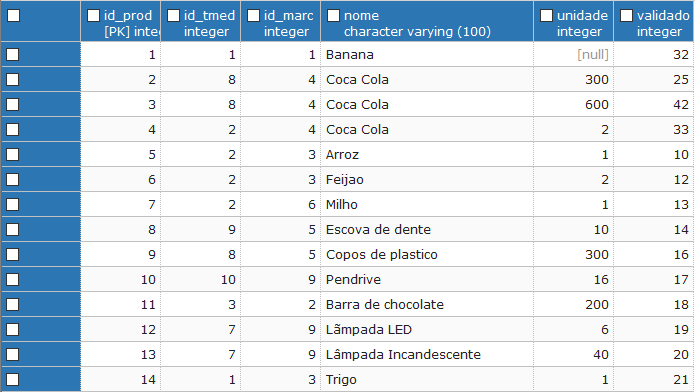 id_prod id_tmed id_marc nome unidade validado
[PK] inte integer integer character varying (100) integer integer
1 1 1 Banana [null] 32
2 8 4 Coca Cola 300 25
3 8 4 Coca Cola 600 42
4 2 4 Coca Cola 2 33
5 2 3 Arroz 1 10
6 2 3 Feijao 2 12
7 2 6 Milho 1 13
8 9 5 Escova de dente 10 14
9 8 5 Copos de plastico 300 16
10 10 9 Pendrive 16 17
11 3 2 Barra de chocolate 200 18
12 7 9 Lãmpada LED 6 19
13 7 9 Lâmpada Incandescente 40 20
14 1 3 Trigo 1 21